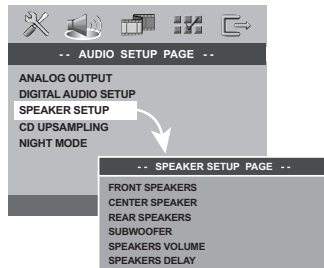 -- AUDIO SETUP PAGE --
ANALOG OUTPUT
DIGITAL AUDIO SETUP
SPEAKER SETUP
CD UPSAMPLING
NIGHT MODE
-- SPEAKER SETUP PAGE --
FRONT SPEAKERS
CENTER SPEAKER
REAR SPEAKERS
SUBWOOFER
SPEAKERS VOLUME
SPEAKERS DELAY